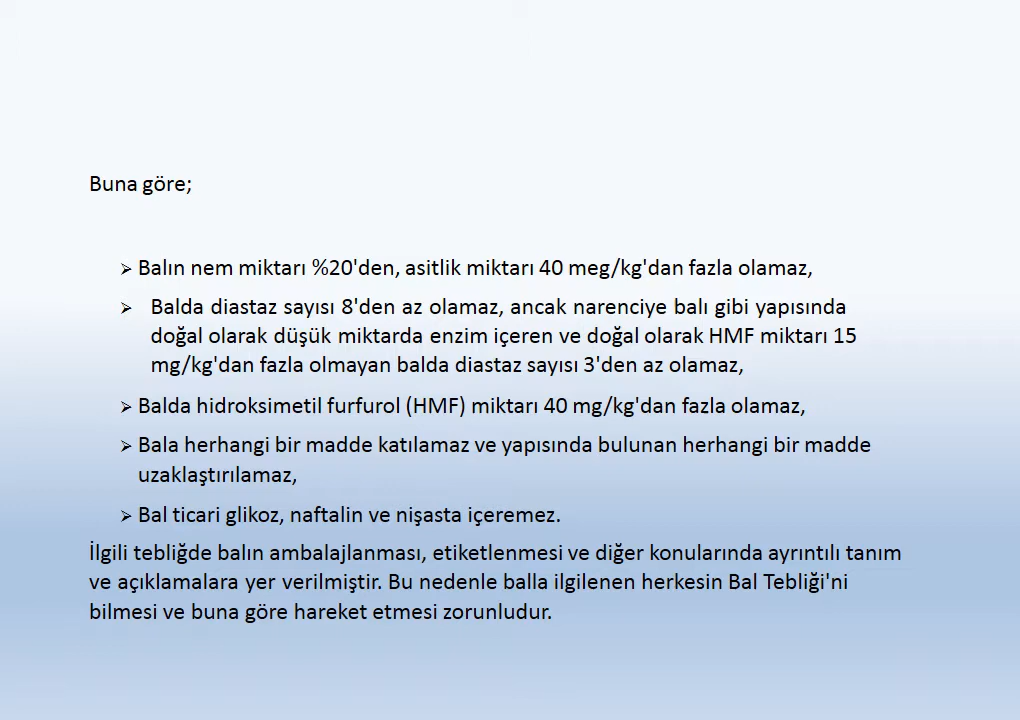 Buna göre;
➢ Balın nem miktarı %20'den, asitlik miktarı 40 meg/kg'dan fazla olamaz,
➢ Balda diastaz sayısı 8'den az olamaz, ancak narenciye balı gibi yapısında
doğal olarak düşük miktarda enzim içeren ve doğal olarak HMF miktarı 15
mg/kg'dan fazla olmayan balda diastaz sayısı 3'den az olamaz,
➢ Balda hidroksimetil furfurol (HMF) miktarı 40 mg/kg'dan fazla olamaz,
➢ Bala herhangi bir madde katılamaz ve yapısında bulunan herhangi bir madde
uzaklaştırılamaz,
➢ Bal ticari glikoz, naftalin ve nişasta içeremez.
İlgili tebliğde balın ambalajlanması, etiketlenmesi ve diğer konularında ayrıntılı tanım
ve açıklamalara yer verilmiştir. Bu nedenle balla ilgilenen herkesin Bal Tebliği'ni
bilmesi ve buna göre hareket etmesi zorunludur.